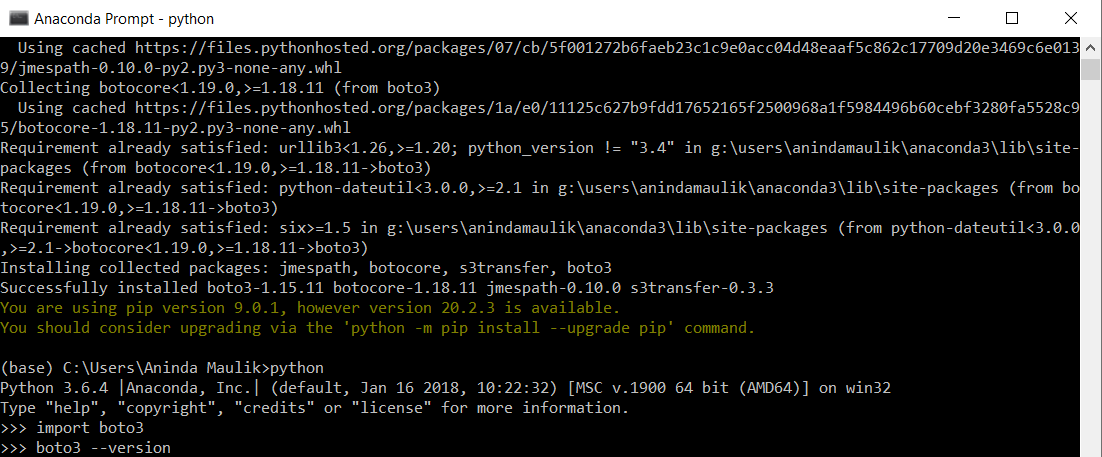 Anaconda Prompt - python
Using cached https://files.pythonhosted.org/packages/07/cb/5f001272b6faeb23c1c9e0acc04d48eaaf5c862c17709d20e3469c6e013
9/jmespath-0.10.0-py2.py3-none-any.whl
Collecting botocore<1.19.0,>=1.18.11 (from boto3)
Using cached https://files.pythonhosted.org/packages/1a/e0/11125c627b9fdd17652165f2500968a1f5984496b60cebf3280fa5528c9
5/botocore-1.18.11-py2.py3-none-any.whl
Requirement already satisfied: urllib3<1.26,>=1.20; python_version != "3.4" in g:\users\anindamaulik\anaconda3\lib\site-
packages (from botocore<1.19.0,>=1.18.11->boto3)
Requirement already satisfied: python-dateutil<3.0.0,>=2.1 in g:\users\anindamaulik\anaconda3\lib\site-packages (from bo
tocore<1.19.0,>=1.18.11->boto3)
Requirement already satisfied: six>=1.5 in g:\users\anindamaulik\anaconda3\lib\site-packages (from python-dateutil<3.0.0
,>=2.1->botocore<1.19.0,>=1.18.11->boto3)
Installing collected packages: jmespath, botocore, s3transfer, boto3
Successfully installed boto3-1.15.11 botocore-1.18.11 jmespath-0.10.0 s3transfer-0.3.3
You are using pip version 9.0.1, however version 20.2.3 is available.
You should consider upgrading via the 'python -m pip install --upgrade pip' command.
(base) C:\Users\Aninda Maulik>python
Python 3.6.4 |Anaconda, Inc.| (default, Jan 16 2018, 10:22:32) [MSC v.1900 64 bit (AMD64)] on win32
Type "help", "copyright", "credits" or "license" for more information.
>>> import boto3
>>> boto3 --version